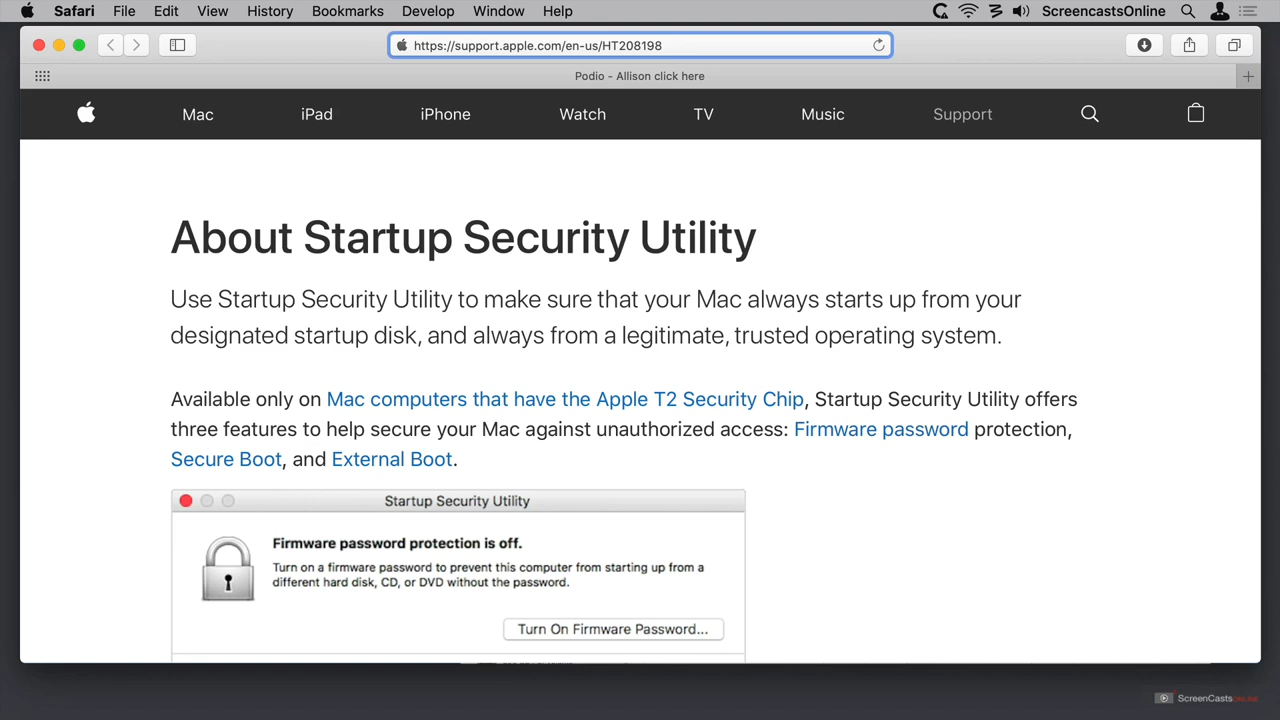 Safari File Edit View History Bookmarks Develop Window Help ScreencastsOnline
https://support.apple.com/en-us/HT208198
Podio - Allison click here
Mac iPad iPhone Watch TV Music Support
About Startup Security Utility
Use Startup Security Utility to make sure that your Mac always starts up from your
designated startup disk, and always from a legitimate, trusted operating system.
Available only on Mac computers that have the Apple T2 Security Chip, Startup Security Utility offers
three features to help secure your Mac against unauthorized access: Firmware password protection,
Secure Boot, and External Boot.
Startup Security Utility
Firmware password protection is off.
Turn on a firmware password to prevent this computer from starting up from a
different hard disk, CD, or DVD without the password.
Turn On Firmware Password...
ScreenCastsONLINE